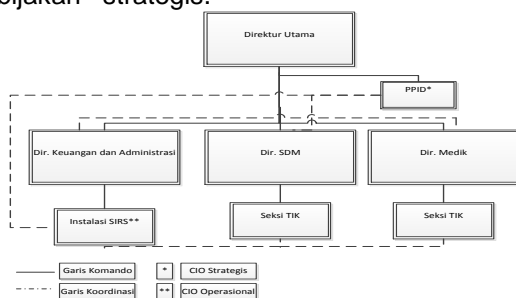 bijakan strategis.
Direktur Utama
PPID*
Dir. Keuangan dan Administrasi
Dir. SDM
Dir. Medik
Instalasi SIRS**
Seksi TIK
Seksi TIK
Garis Komando
*
CIO Strategis
Garis Koordinasi
**
CIO Operasional